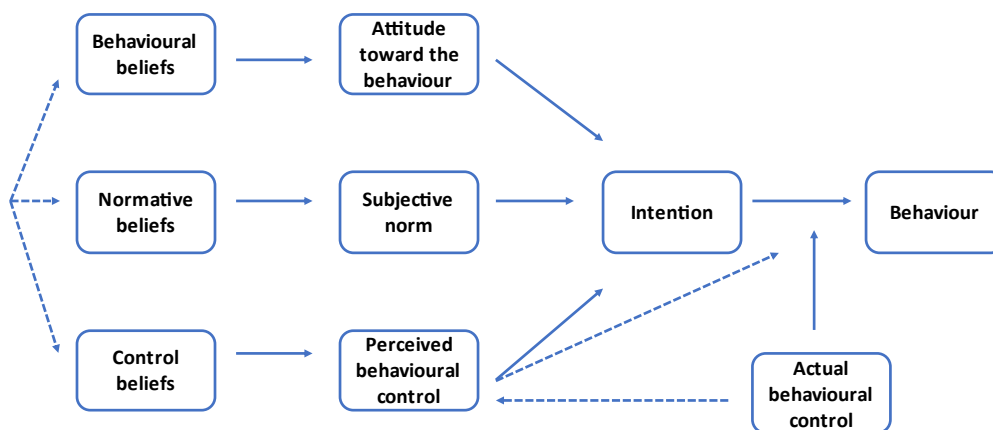 Behavioural
beliefs
Attitude
toward the
behaviour
Normative
beliefs
Subjective
norm
Intention
Behaviour
Control
beliefs
Perceived
behavioural
control
Actual
behavioural
control